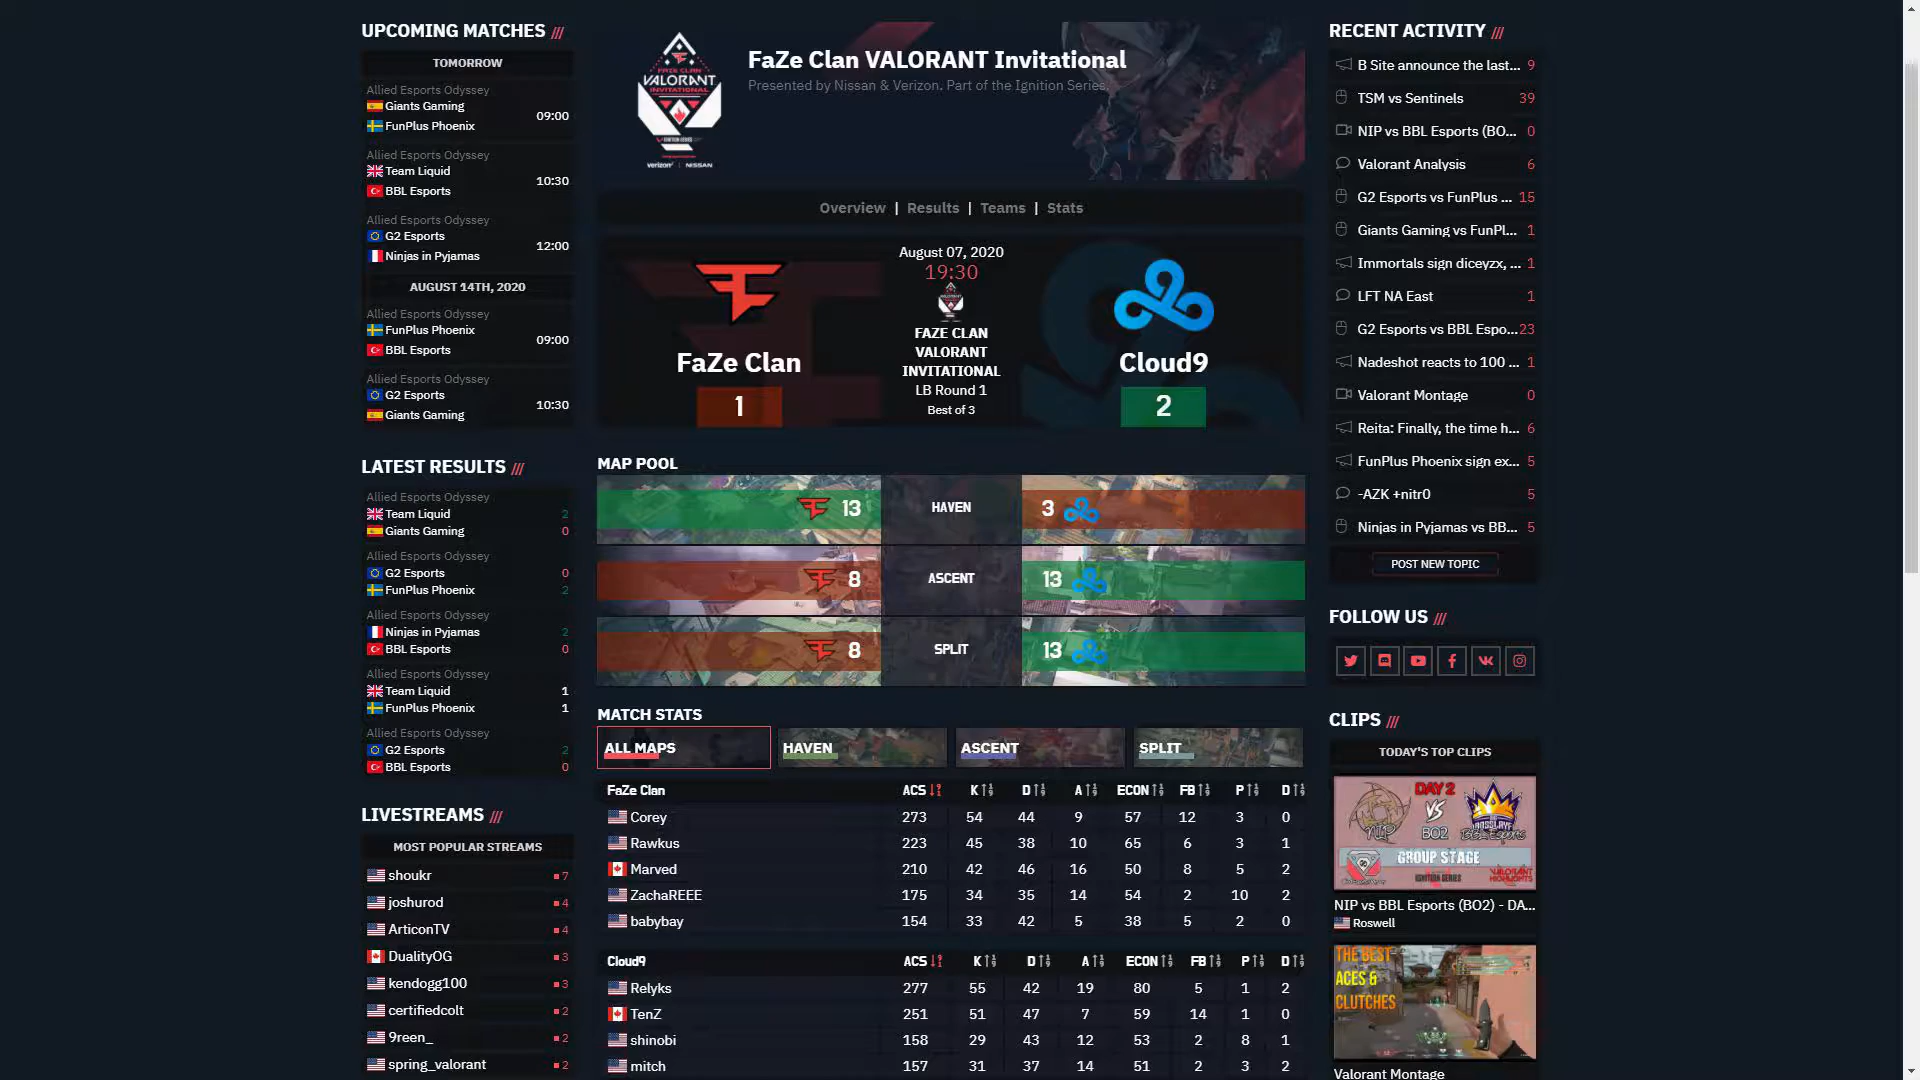 UPCOMING MATCHES ///
TOMORROW
Allied Esports Odyssey
Giants Gaming
FunPlus Phoenix
09:00
Allied Esports Odyssey
Team Liquid
BBL Esports
10:30
Allied Esports Odyssey
G2 Esports
Ninjas in Pyjamas
12:00
AUGUST 14TH, 2020
Allied Esports Odyssey
FunPlus Phoenix
BBL Esports
09:00
Allied Esports Odyssey
G2 Esports
Giants Gaming
10:30
LATEST RESULTS ///
Allied Esports Odyssey
Team Liquid 2
Giants Gaming 0
Allied Esports Odyssey
G2 Esports 0
FunPlus Phoenix 2
Allied Esports Odyssey
Ninjas in Pyjamas 2
BBL Esports 0
Allied Esports Odyssey
Team Liquid 1
FunPlus Phoenix 1
Allied Esports Odyssey
G2 Esports 2
BBL Esports 0
LIVESTREAMS ///
MOST POPULAR STREAMS
shoukr 7
joshurod 4
ArticonTV 4
DualityOG 3
kendogg100 3
certifiedcolt 2
9reen_ 2
spring_valorant 2
FAZE CLAN
VALORANT
INVITATIONAL
verizon NISSAN
FaZe Clan VALORANT Invitational
Presented by Nissan & Verizon. Part of the Ignition Series.
Overview | Results | Teams | Stats
FaZe Clan
1
August 07, 2020
19:30
FAZE CLAN
VALORANT
INVITATIONAL
LB Round 1
Best of 3
Cloud9
2
MAP POOL
13 HAVEN 3
8 ASCENT 13
8 SPLIT 13
MATCH STATS
ALL MAPS HAVEN ASCENT SPLIT
FaZe Clan ACS K D A ECON FB P D
Corey 273 54 44 9 57 12 3 0
Rawkus 223 45 38 10 65 6 3 1
Marved 210 42 46 16 50 8 5 2
ZachaREEE 175 34 35 14 54 2 10 2
babybay 154 33 42 5 38 5 2 0
Cloud9 ACS K D A ECON FB P D
Relyks 277 55 42 19 80 5 1 2
TenZ 251 51 47 7 59 14 1 0
shinobi 158 29 43 12 53 2 8 1
mitch 157 31 37 14 51 2 3 2
RECENT ACTIVITY ///
B Site announce the last... 9
TSM vs Sentinels 39
NIP vs BBL Esports (BO... 0
Valorant Analysis 6
G2 Esports vs FunPlus ... 15
Giants Gaming vs FunPl... 1
Immortals sign diceyzx, ... 1
LFT NA East 1
G2 Esports vs BBL Espo... 23
Nadeshot reacts to 100 ... 1
Valorant Montage 0
Reita: Finally, the time h... 6
FunPlus Phoenix sign ex... 5
-AZK +nitr0 5
Ninjas in Pyjamas vs BB... 5
POST NEW TOPIC
FOLLOW US ///
CLIPS ///
TODAY'S TOP CLIPS
DAY 2
VS
NIP BO2 BBL Esports
GROUP STAGE
IGNITION SERIES
VALORANT
HIGHLIGHTS
NIP vs BBL Esports (BO2) - DA...
Roswell
THE BEST
ACES &
CLUTCHES
Valorant Montage